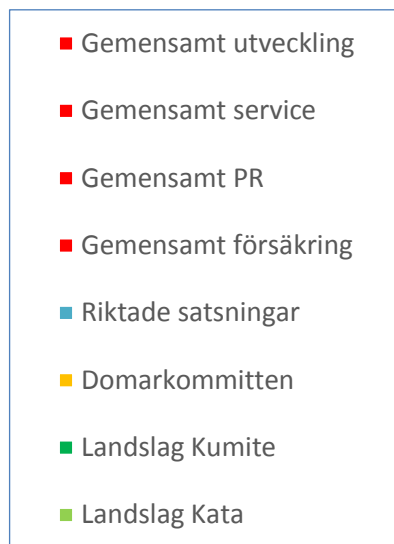 Gemensamt utveckling
Gemensamt service
Gemensamt PR
Gemensamt försäkring
Riktade satsningar
Domarkommitten
Landslag Kumite
Landslag Kata